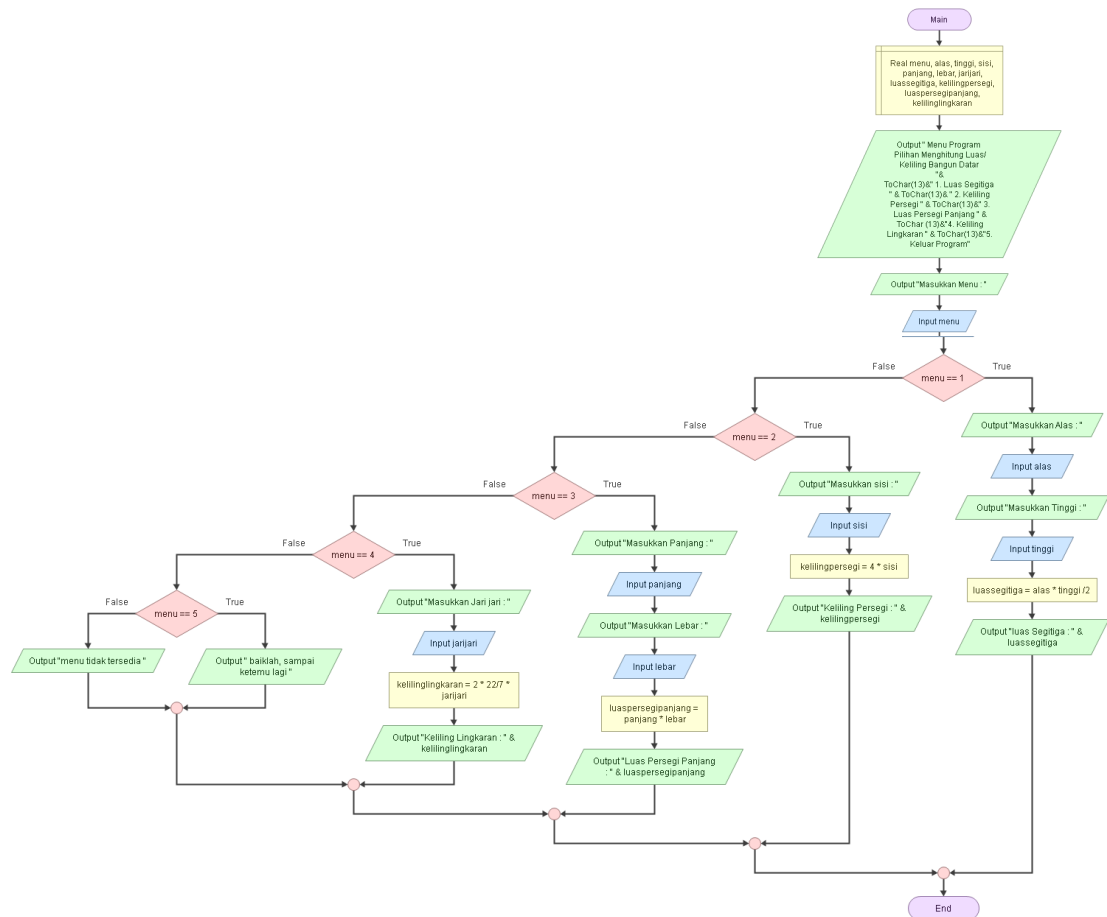 Main
Real menu, alas, tinggi, sisi,
panjang, lebar, jarijari,
luassegitiga, kelilingpersegi,
luaspersegipanjang,
kelilinglingkaran
Output " Menu Program
Pilihan Menghitung Luas/
Keliling Bangun Datar
"&
ToChar(13)&" 1. Luas Segitiga
" & ToChar(13)&" 2. Keliling
Persegi " & ToChar(13)&" 3.
Luas Persegi Panjang " &
ToChar (13)&"4. Keliling
Lingkaran " & ToChar(13)&"5.
Keluar Program"
Output "Masukkan Menu : "
Input menu
False
True
menu == 1
Output "Masukkan Alas : "
Input alas
Output "Masukkan Tinggi : "
Input tinggi
luassegitiga = alas * tinggi /2
Output "luas Segitiga : " &
luassegitiga
False
True
menu == 2
Output "Masukkan sisi : "
Input sisi
kelilingpersegi = 4 * sisi
Output "Keliling Persegi : " &
kelilingpersegi
False
True
menu == 3
Output "Masukkan Panjang : "
Input panjang
Output "Masukkan Lebar : "
Input lebar
luaspersegipanjang =
panjang * lebar
Output "Luas Persegi Panjang
: " & luaspersegipanjang
False
True
menu == 4
Output "Masukkan Jari jari : "
Input jarijari
kelilinglingkaran = 2 * 22/7 *
jarijari
Output "Keliling Lingkaran : " &
kelilinglingkaran
False
True
menu == 5
Output "menu tidak tersedia "
Output " baiklah, sampai
ketemu lagi "
End